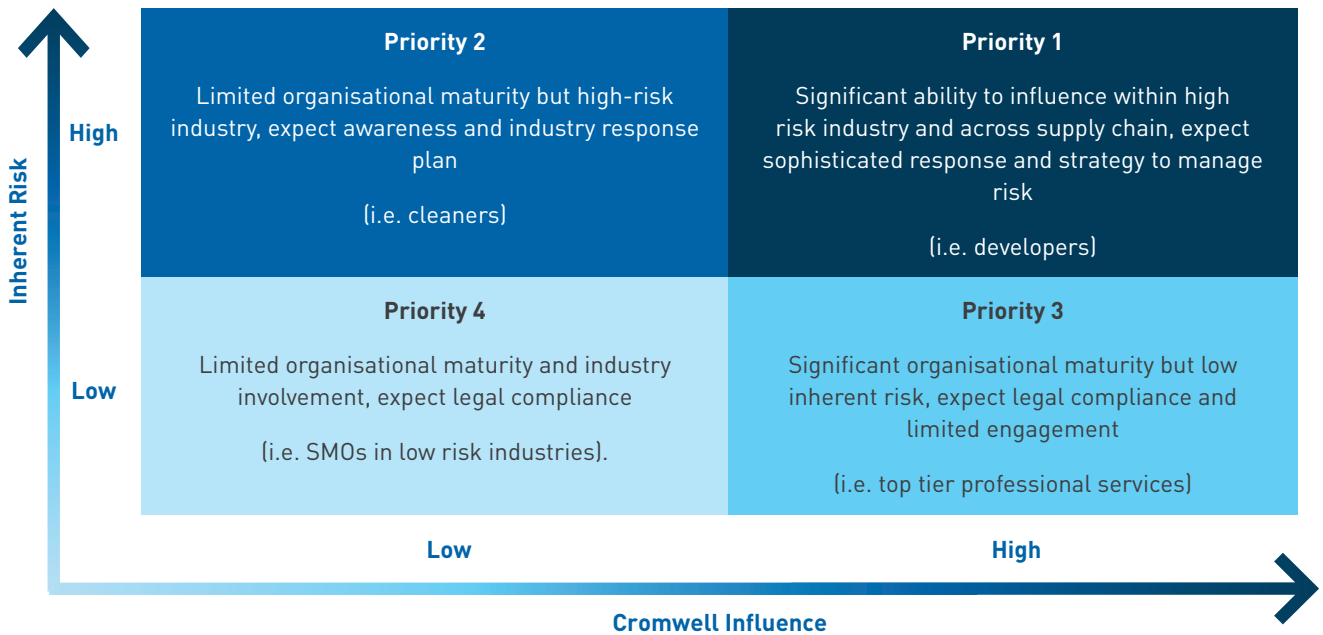 Priority 2
Limited organisational maturity but high-risk
industry, expect awareness and industry response
plan
(i.e. cleaners)
Priority 1
Significant ability to influence within high
risk industry and across supply chain, expect
sophisticated response and strategy to manage
risk
(i.e. developers)
High
Inherent Risk
Priority 4
Limited organisational maturity and industry
involvement, expect legal compliance
(i.e. SMOs in low risk industries).
Priority 3
Significant organisational maturity but low
inherent risk, expect legal compliance and
limited engagement
(i.e. top tier professional services)
Low
Low
High
Cromwell Influence